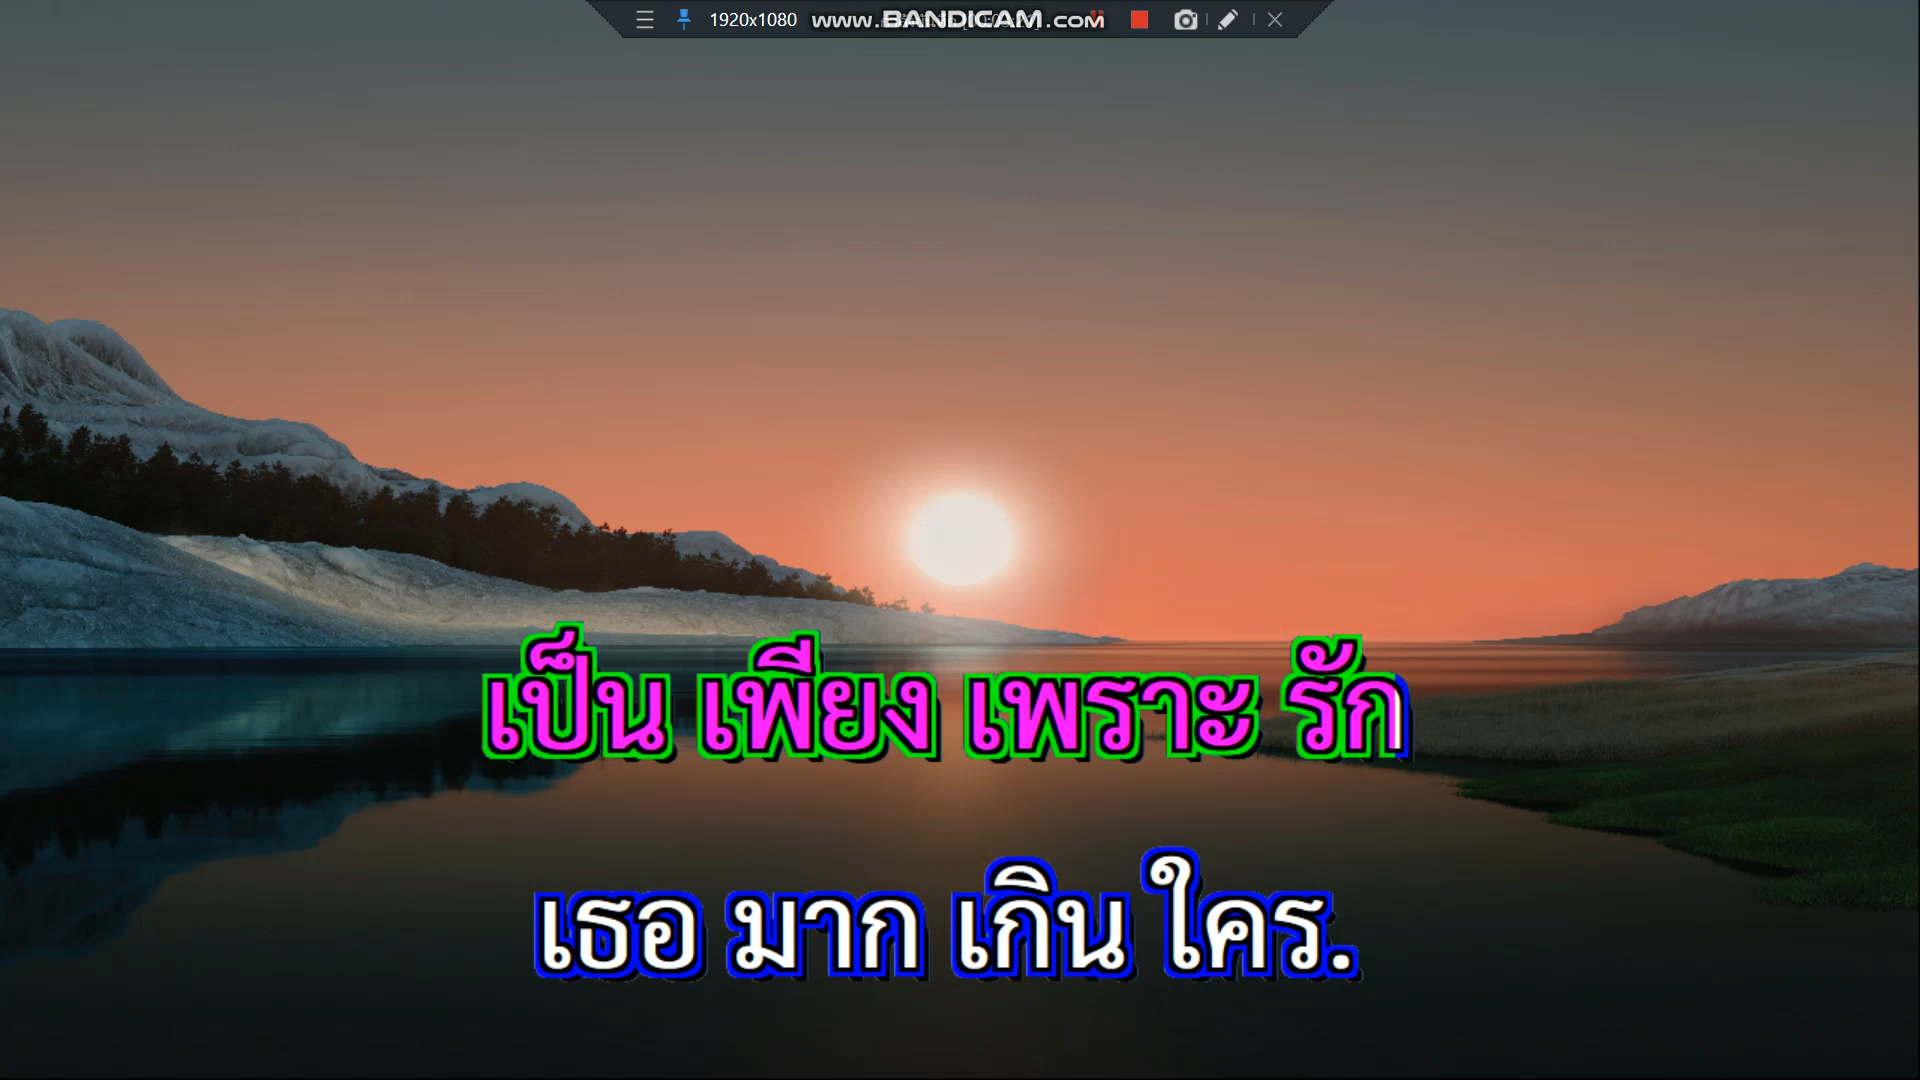 1920x1080 www.BANDICAM.com
เป็น เพียง เพราะ รัก
เธอ มาก เกิน ใคร.